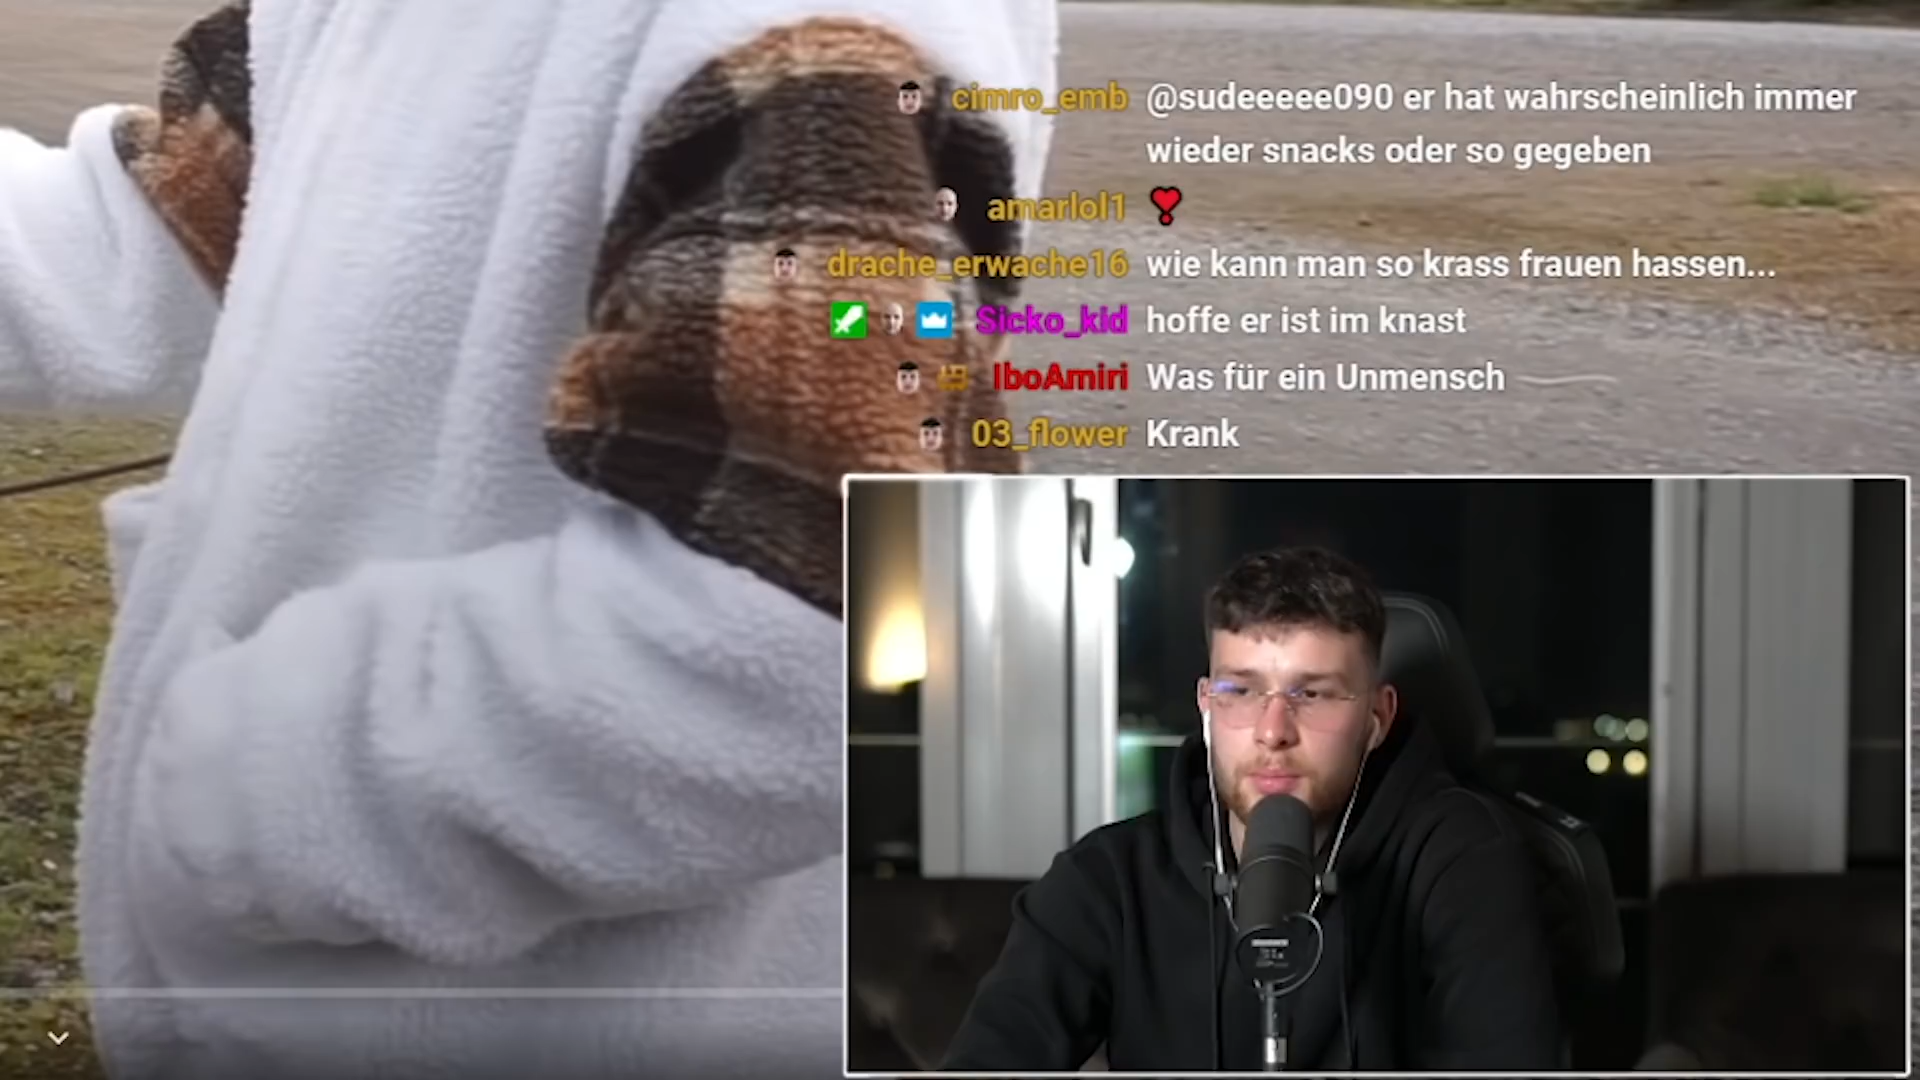 cimro_emb @sudeeeee090 er hat wahrscheinlich immer
wieder snacks oder so gegeben
amarlol1
drache_erwache16 wie kann man so krass frauen hassen...
Sicko_kid hoffe er ist im knast
IboAmiri Was für ein Unmensch
03_flower Krank